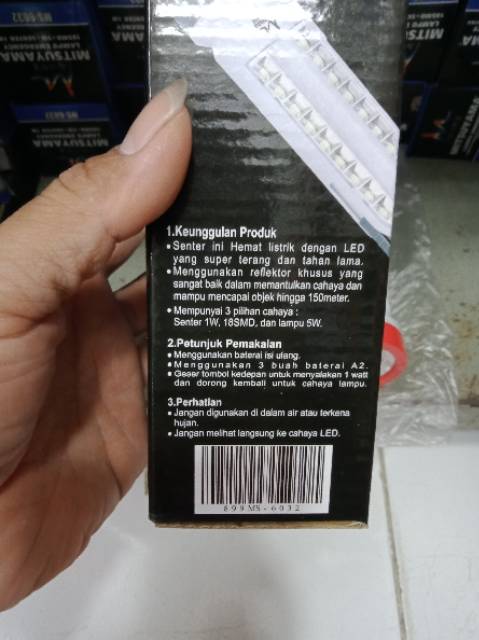 1.Keunggulan Produk
• Senter ini Hemat listrik dengan LED
yang super terang dan tahan lama.
• Menggunakan reflektor khusus yang
sangat baik dalam memantulkan cahaya dan
mampu mencapai objek hingga 150meter.
• Mempunyai 3 pilihan cahaya :
Senter 1W, 18SMD, dan lampu 5W.
2.Petunjuk Pemakaian
• Menggunakan baterai isi ulang.
• Menggunakan 3 buah baterai A2.
• Geser tombol kedepan untuk menyalakan 1 watt
dan dorong kembali untuk cahaya lampu.
3.Perhatian
• Jangan digunakan di dalam air atau terkena
hujan.
• Jangan melihat langsung ke cahaya LED.
899MS-6032
MITSUYAMA
MITSUYAMA
MITSUYAMA